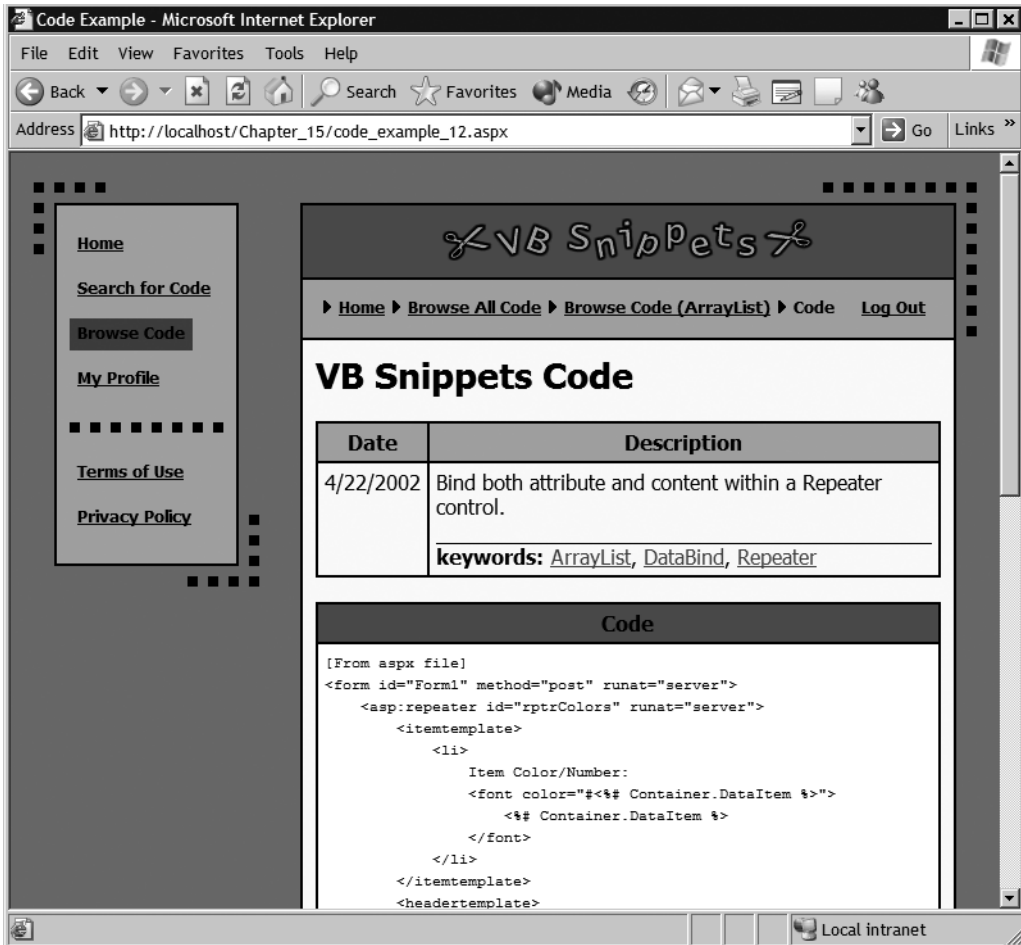 Code Example - Microsoft Internet Explorer
File Edit View Favorites Tools Help
Back Search Favorites Media
Address http://localhost/Chapter_15/code_example_12.aspx Go Links »
Home
Search for Code
Browse Code
My Profile
Terms of Use
Privacy Policy
VB Snippets
Home Browse All Code Browse Code (ArrayList) Code Log Out
VB Snippets Code
Date Description
4/22/2002 Bind both attribute and content within a Repeater
control.
keywords: ArrayList, DataBind, Repeater
Code
[From aspx file]
<form id="Form1" method="post" runat="server">
<asp:repeater id="rptrColors" runat="server">
<itemtemplate>
<li>
Item Color/Number:
<font color="#<%# Container.DataItem %>">
<%# Container.DataItem %>
</font>
</li>
</itemtemplate>
<headertemplate>
Local intranet